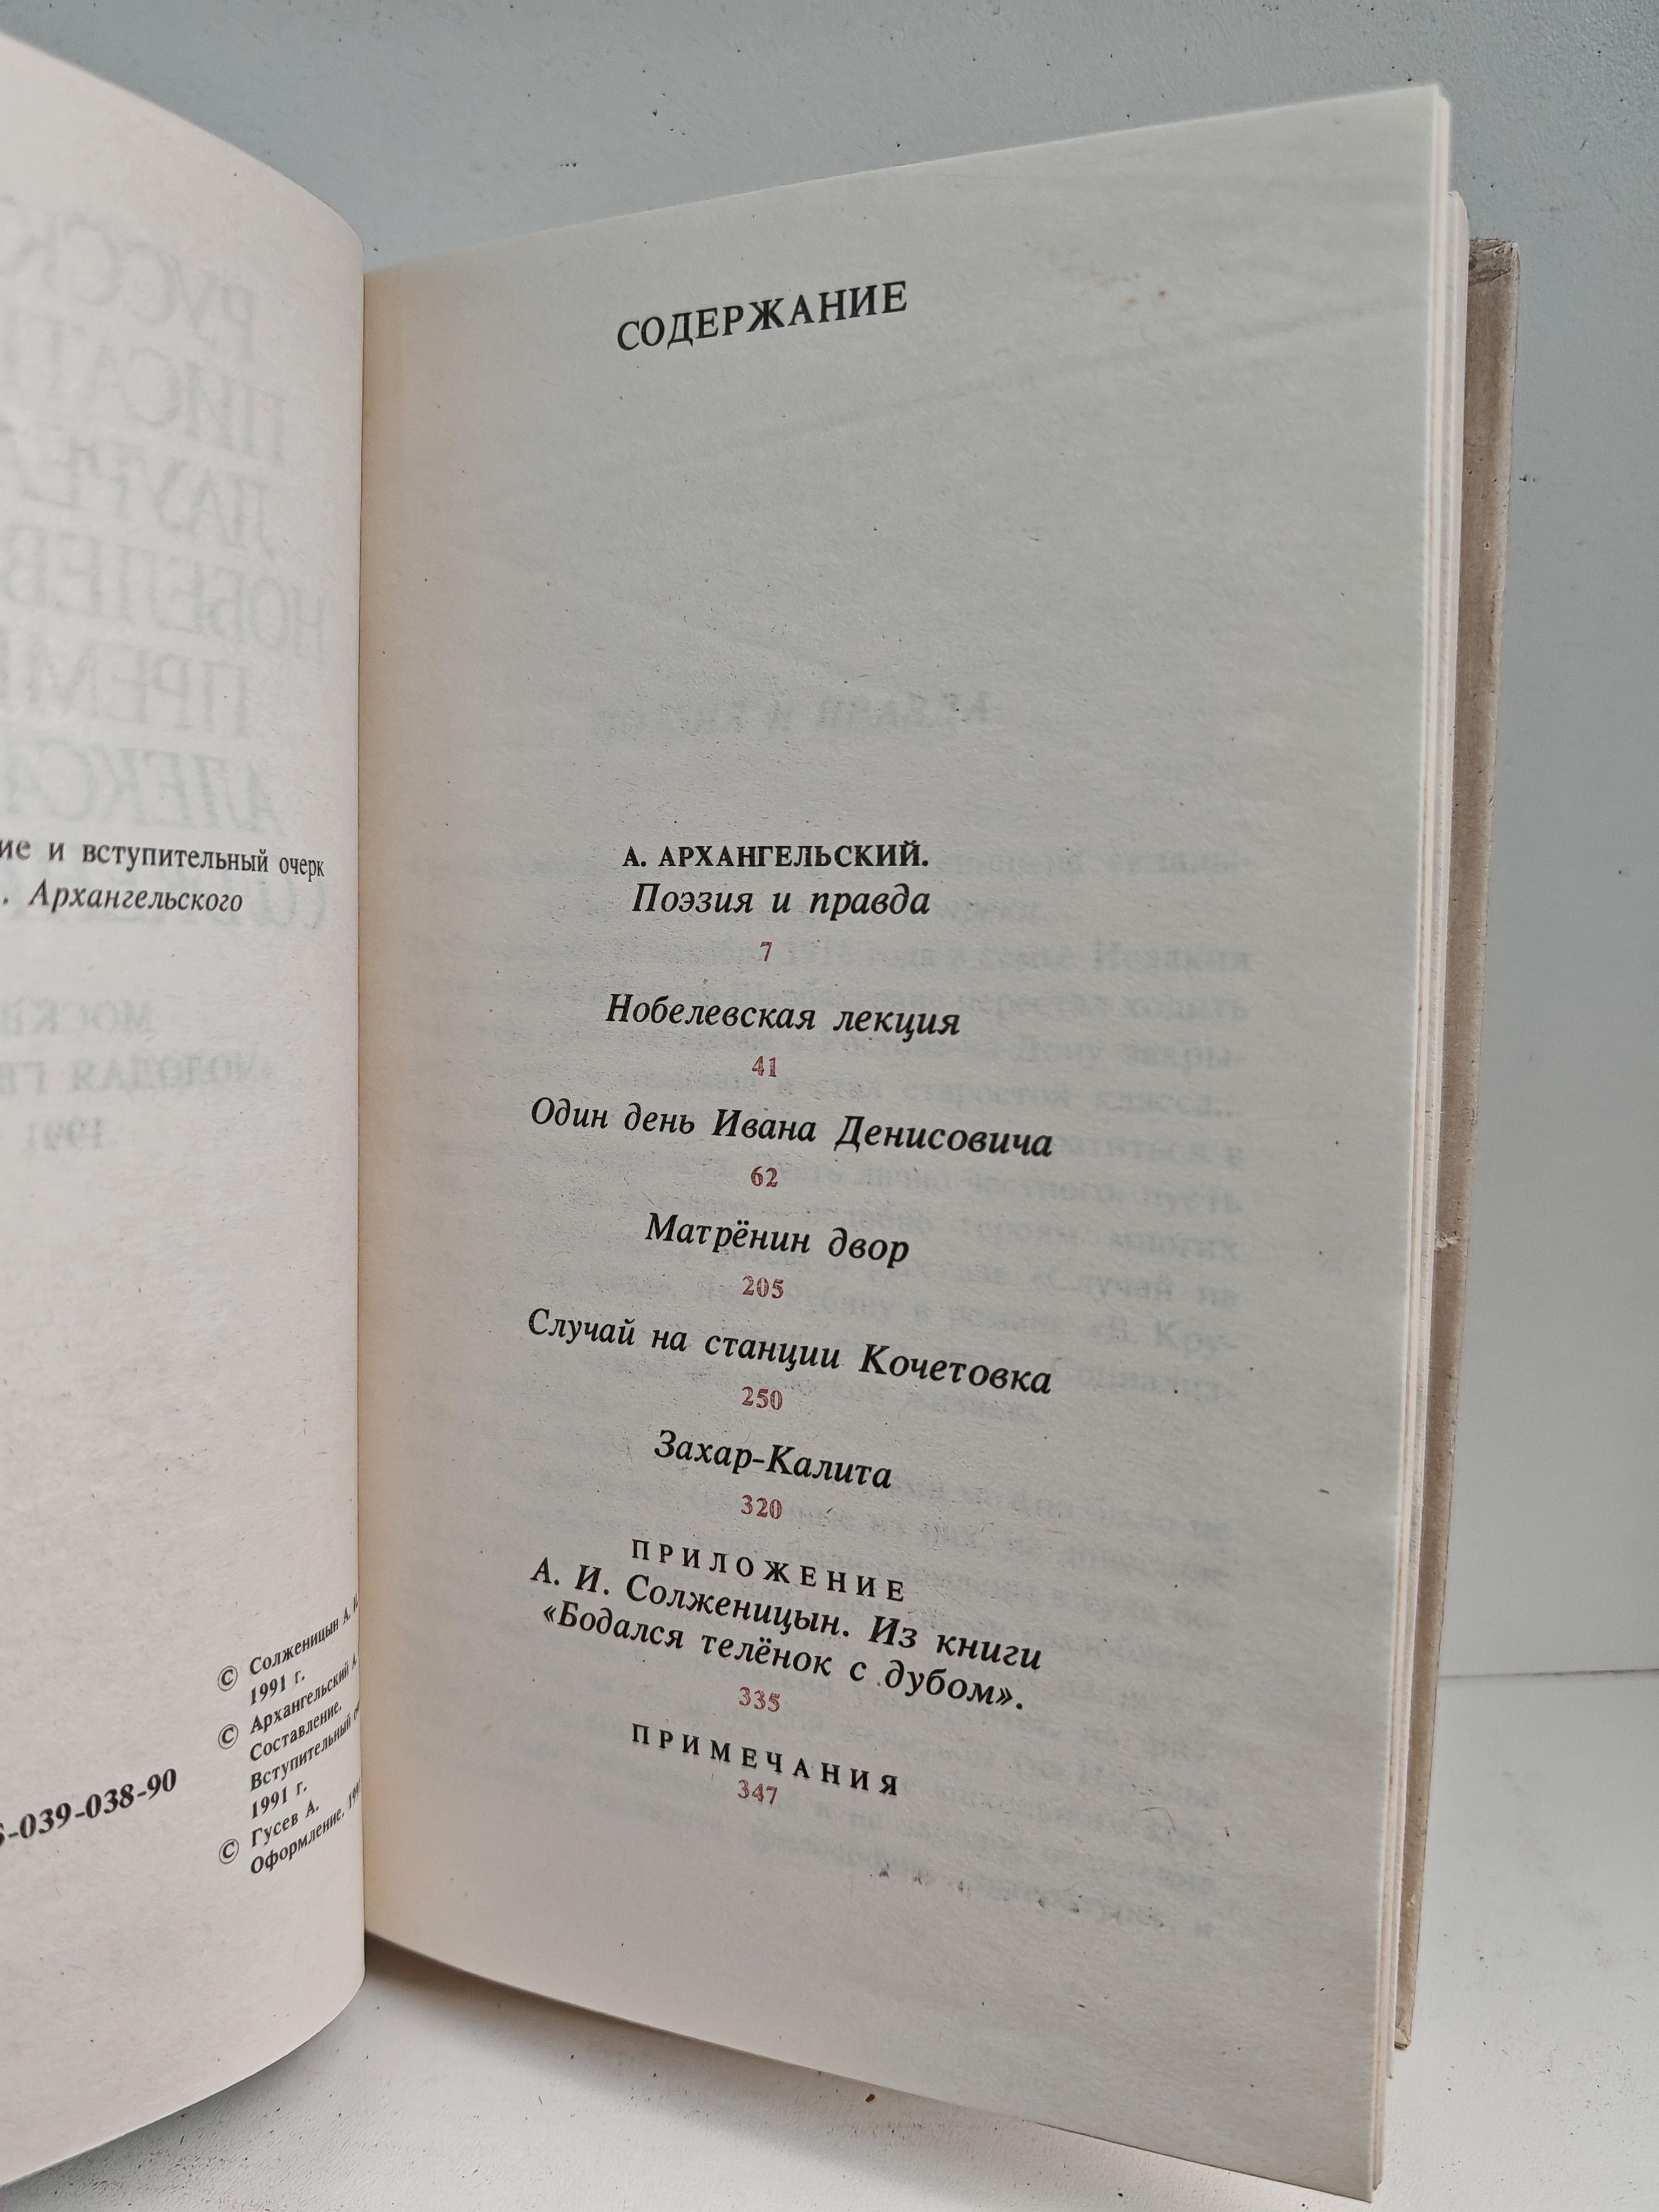 ие и вступительный очерк
. Архангельского
© Солженицын А. И.
1991 г.
© Архангельский А.
Составление.
Вступительный
1991 г.
© Гусев А.
Оформление.
-039-038-90
СОДЕРЖАНИЕ
А. АРХАНГЕЛЬСКИЙ.
Поэзия и правда
7
Нобелевская лекция
41
Один день Ивана Денисовича
62
Матрёнин двор
205
Случай на станции Кочетовка
250
Захар-Калита
320
ПРИЛОЖЕНИЕ
А. И. Солженицын. Из книги
«Бодался телёнок с дубом».
335
ПРИМЕЧАНИЯ
347